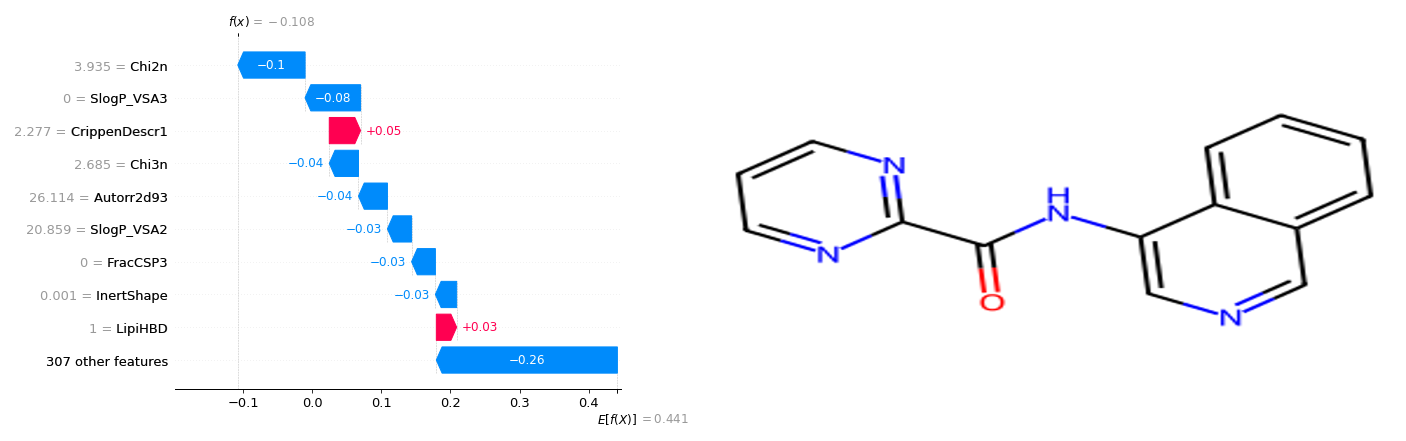 f(x) = −0.108
3.935 = Chi2n
−0.1
0 = SlogP_VSA3
−0.08
2.277 = CrippenDescr1
+0.05
2.685 = Chi3n
−0.04
26.114 = Autorr2d93
−0.04
20.859 = SlogP_VSA2
−0.03
0 = FracCSP3
−0.03
0.001 = InertShape
−0.03
1 = LipiHBD
+0.03
307 other features
−0.26
−0.1 0.0 0.1 0.2 0.3 0.4
E[f(X)] = 0.441
N
H
N
N
O
N